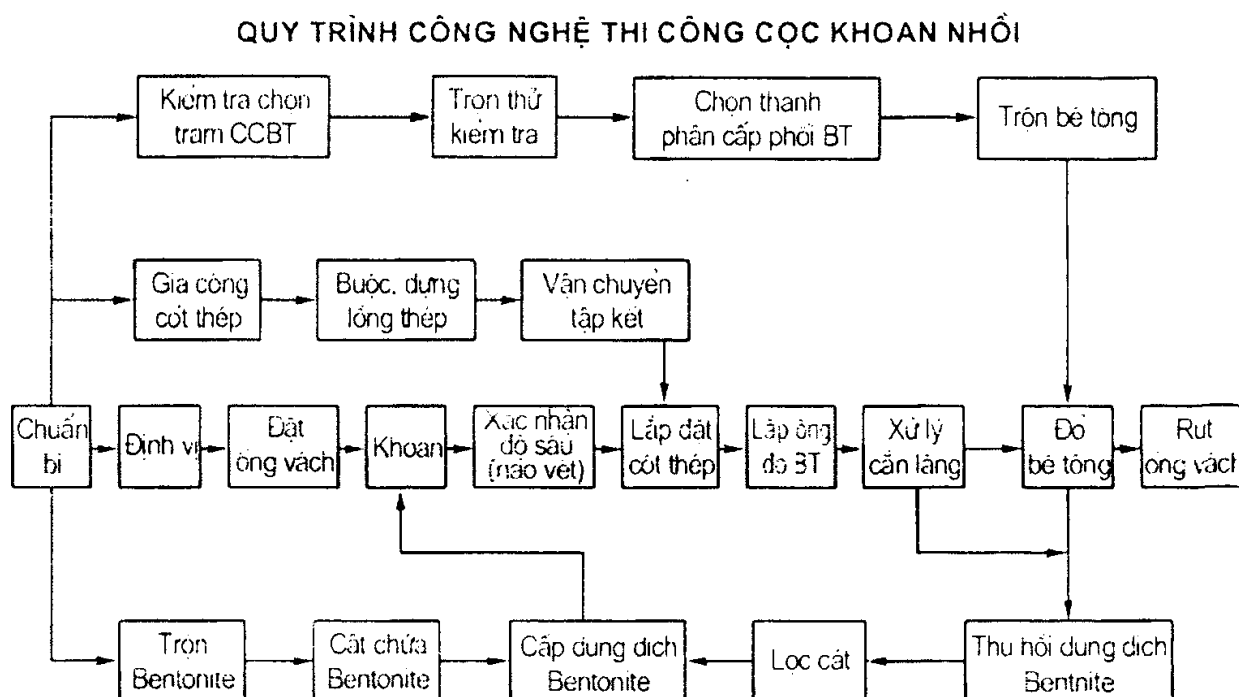 QUY TRÌNH CÔNG NGHỆ THI CÔNG CỌC KHOAN NHỒI
Kiểm tra chọn
trạm CCBT
Trộn thử
kiểm tra
Chọn thành
phần cấp phối BT
Trộn bê tông
Gia công
cốt thép
Buộc, dựng
lồng thép
Vận chuyển
tập kết
Chuẩn
bị
Định vị
Đặt
ống vách
Khoan
Xác nhận
độ sâu
(nạo vét)
Lắp đặt
cốt thép
Lắp ống
đổ BT
Xử lý
cặn lắng
Đổ
bê tông
Rút
ống vách
Trộn
Bentonite
Cất chứa
Bentonite
Cấp dung dịch
Bentonite
Lọc cát
Thu hồi dung dịch
Bentnite